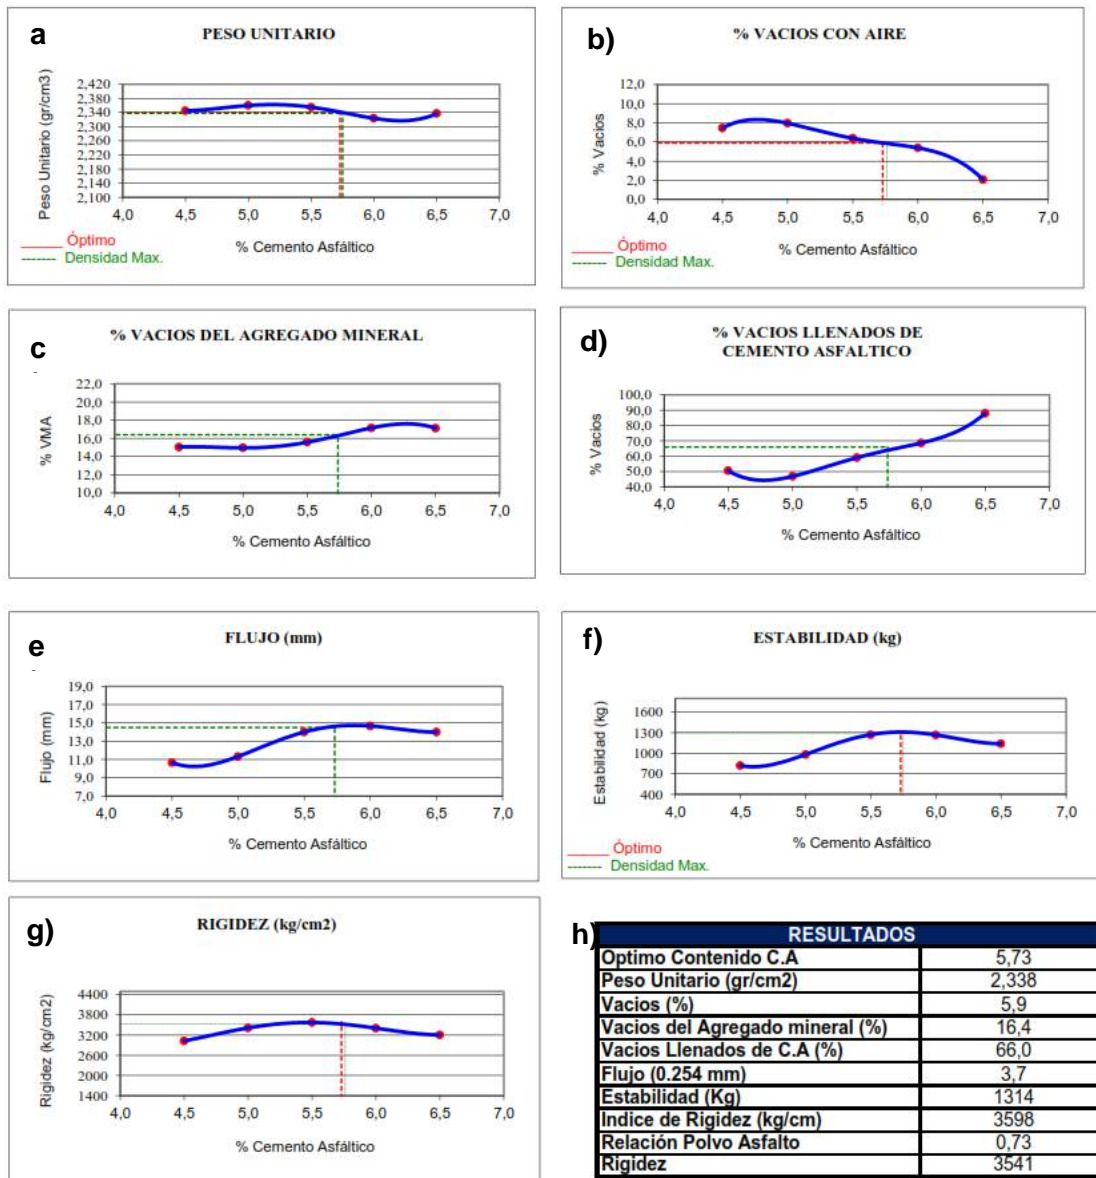 a
PESO UNITARIO
Peso Unitario (gr/cm3)
2,420
2,380
2,340
2,300
2,260
2,220
2,180
2,140
2,100
4,0 4,5 5,0 5,5 6,0 6,5 7,0
% Cemento Asfáltico
Óptimo
Densidad Max.
b)
% VACIOS CON AIRE
% Vacios
12,0
10,0
8,0
6,0
4,0
2,0
0,0
4,0 4,5 5,0 5,5 6,0 6,5 7,0
% Cemento Asfáltico
Óptimo
Densidad Max.
c
% VACIOS DEL AGREGADO MINERAL
% VMA
22,0
20,0
18,0
16,0
14,0
12,0
10,0
4,0 4,5 5,0 5,5 6,0 6,5 7,0
% Cemento Asfáltico
d)
% VACIOS LLENADOS DE
CEMENTO ASFALTICO
% Vacios
100,0
90,0
80,0
70,0
60,0
50,0
40,0
4,0 4,5 5,0 5,5 6,0 6,5 7,0
% Cemento Asfáltico
e
FLUJO (mm)
Flujo (mm)
19,0
17,0
15,0
13,0
11,0
9,0
7,0
4,0 4,5 5,0 5,5 6,0 6,5 7,0
% Cemento Asfáltico
f)
ESTABILIDAD (kg)
Estabilidad (kg)
1600
1300
1000
700
400
4,0 4,5 5,0 5,5 6,0 6,5 7,0
% Cemento Asfáltico
Óptimo
Densidad Max.
g)
RIGIDEZ (kg/cm2)
Rigidez (kg/cm2)
4400
3800
3200
2600
2000
1400
4,0 4,5 5,0 5,5 6,0 6,5 7,0
% Cemento Asfáltico
h)
RESULTADOS
Optimo Contenido C.A 5,73
Peso Unitario (gr/cm2) 2,338
Vacios (%) 5,9
Vacios del Agregado mineral (%) 16,4
Vacios Llenados de C.A (%) 66,0
Flujo (0.254 mm) 3,7
Estabilidad (Kg) 1314
Indice de Rigidez (kg/cm) 3598
Relación Polvo Asfalto 0,73
Rigidez 3541